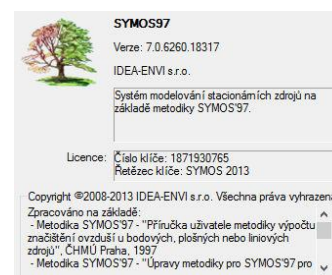 SYMOS97
Verze: 7.0.6260.18317
IDEA-ENVI s.r.o.
Systém modelování stacionárních zdrojů na
základě metodiky SYMOS'97.
Licence:
Číslo klíče: 1871930765
Řetězec klíče: SYMOS 2013
Copyright ©2008-2013 IDEA-ENVI s.r.o. Všechna práva vyhrazena
Zpracováno na základě:
- Metodika SYMOS'97 - "Příručka uživatele metodiky výpočtu
znečištění ovzduší u bodových, plošných nebo liniových
zdrojů", ČHMÚ Praha, 1997
- Metodika SYMOS'97 - "Úpravy metodiky pro SYMOS'97 pro